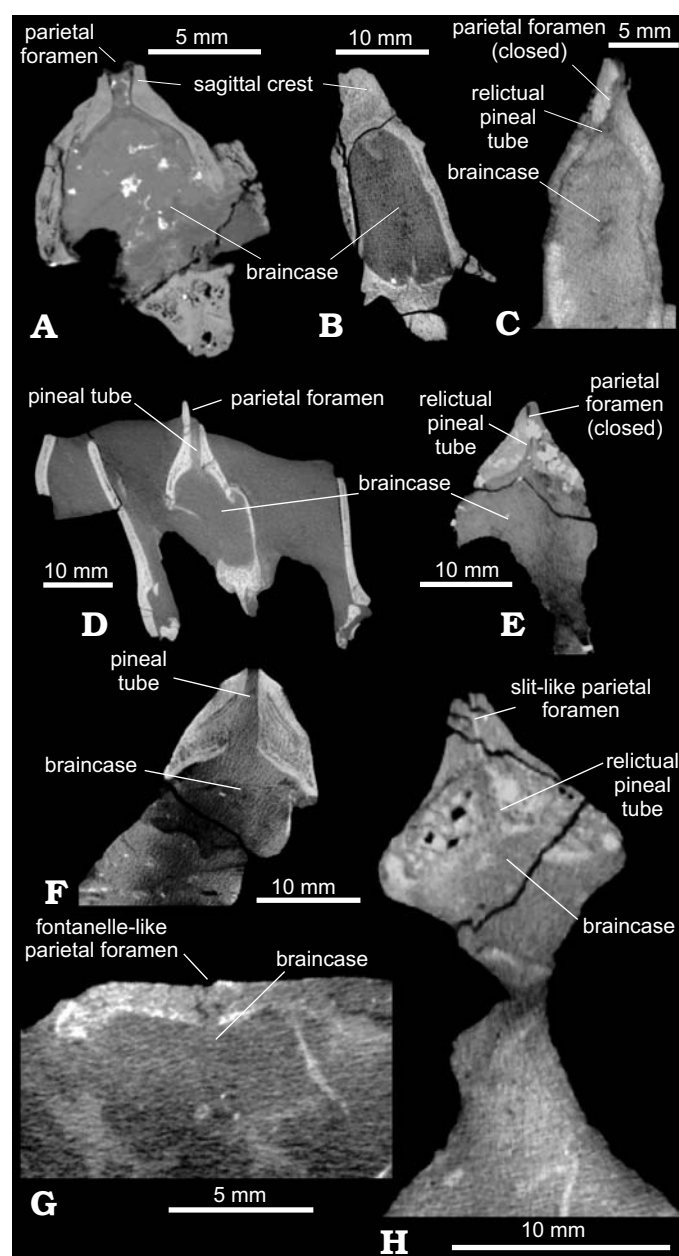 parietal
foramen
5 mm
sagittal crest
braincase
A
10 mm
B
parietal foramen
(closed)
5 mm
relictual
pineal
tube
braincase
C
pineal tube
parietal foramen
braincase
10 mm
D
relictual
pineal
tube
parietal
foramen
(closed)
10 mm
E
pineal
tube
braincase
F
10 mm
fontanelle-like
parietal foramen
braincase
G
5 mm
slit-like parietal
foramen
relictual
pineal
tube
braincase
H
10 mm